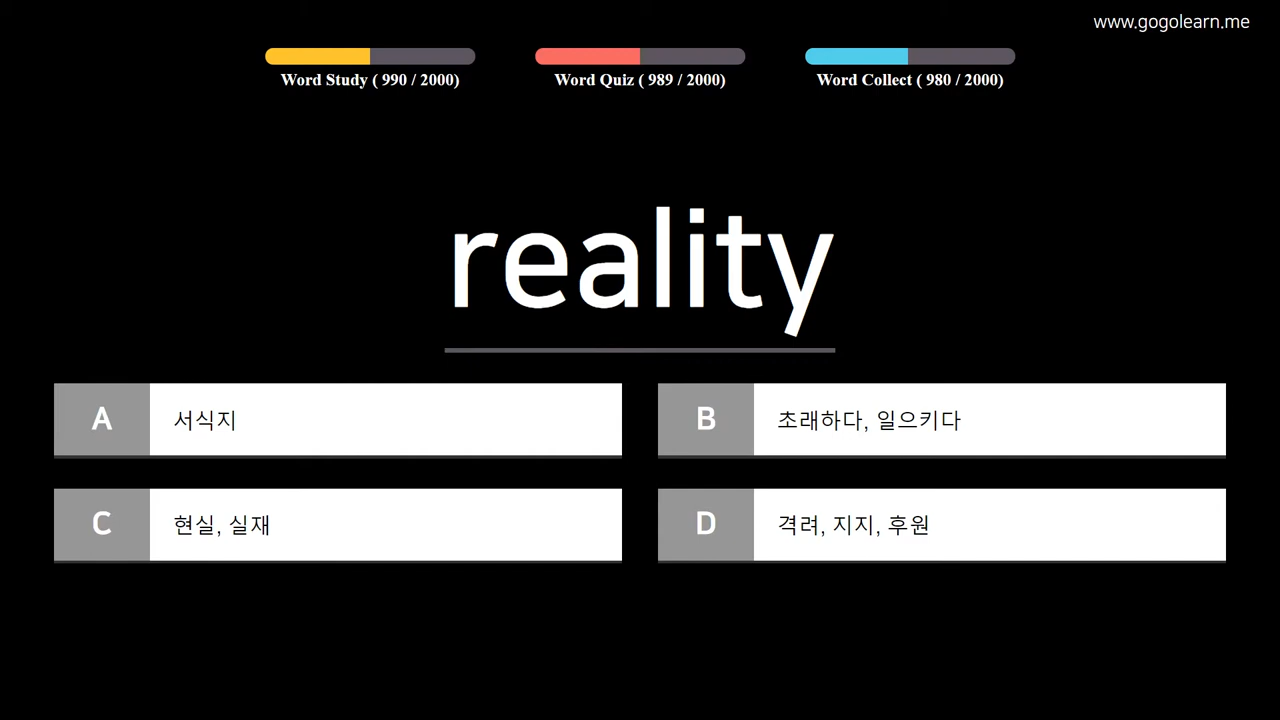 www.gogolearn.me
Word Study ( 990 / 2000)
Word Quiz ( 989 / 2000)
Word Collect ( 980 / 2000)
reality
A 서식지
B 초래하다, 일으키다
C 현실, 실재
D 격려, 지지, 후원